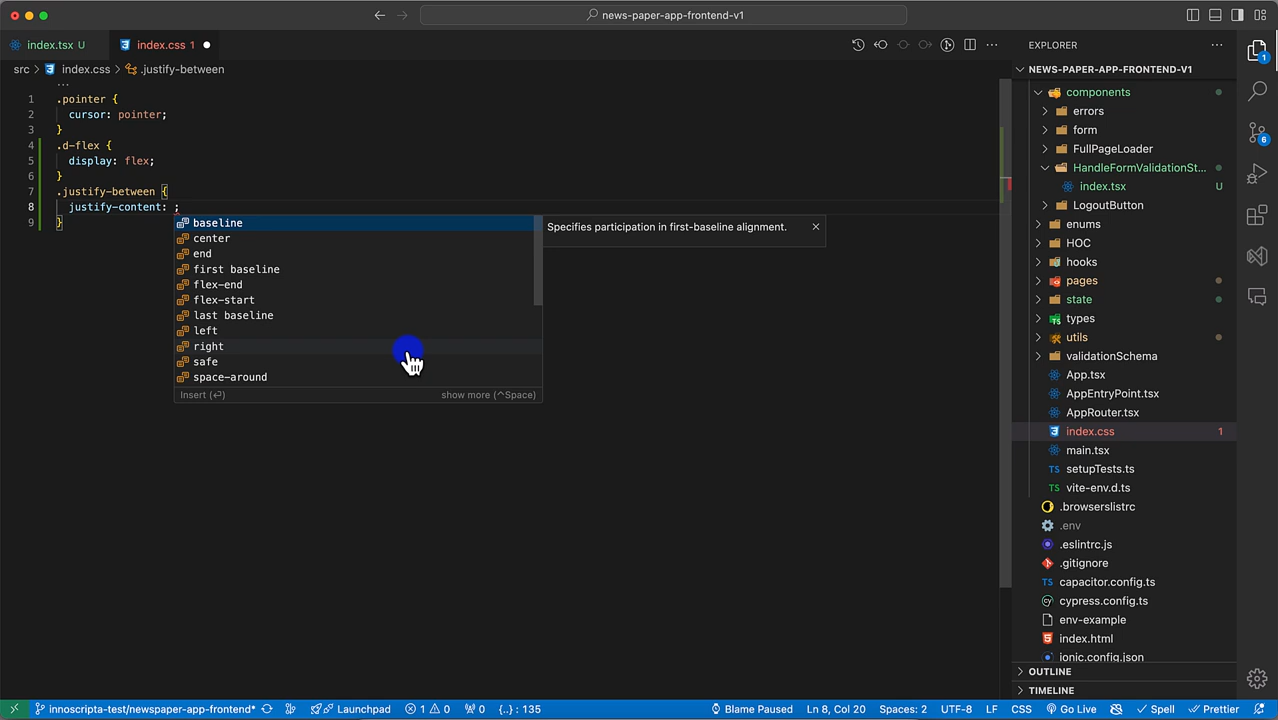 news-paper-app-frontend-v1
index.tsx U
index.css 1
EXPLORER
src > index.css > .justify-between
NEWS-PAPER-APP-FRONTEND-V1
...
1 .pointer {
2 cursor: pointer;
3 }
4 .d-flex {
5 display: flex;
6 }
7 .justify-between {
8 justify-content: ;
9 }
baseline
center
end
first baseline
flex-end
flex-start
last baseline
left
right
safe
space-around
Insert (⏎)
show more (^Space)
Specifies participation in first-baseline alignment.
components
errors
form
FullPageLoader
HandleFormValidationSt...
index.tsx U
LogoutButton
enums
HOC
hooks
pages
state
types
utils
validationSchema
App.tsx
AppEntryPoint.tsx
AppRouter.tsx
index.css 1
main.tsx
TS setupTests.ts
TS vite-env.d.ts
.browserslistrc
.env
.eslintrc.js
.gitignore
TS capacitor.config.ts
cypress.config.ts
env-example
index.html
ionic.config.json
OUTLINE
TIMELINE
1
6
innoscripta-test/newspaper-app-frontend* Launchpad 1 0 0 {..} : 135
Blame Paused Ln 8, Col 20 Spaces: 2 UTF-8 LF CSS Go Live Spell Prettier